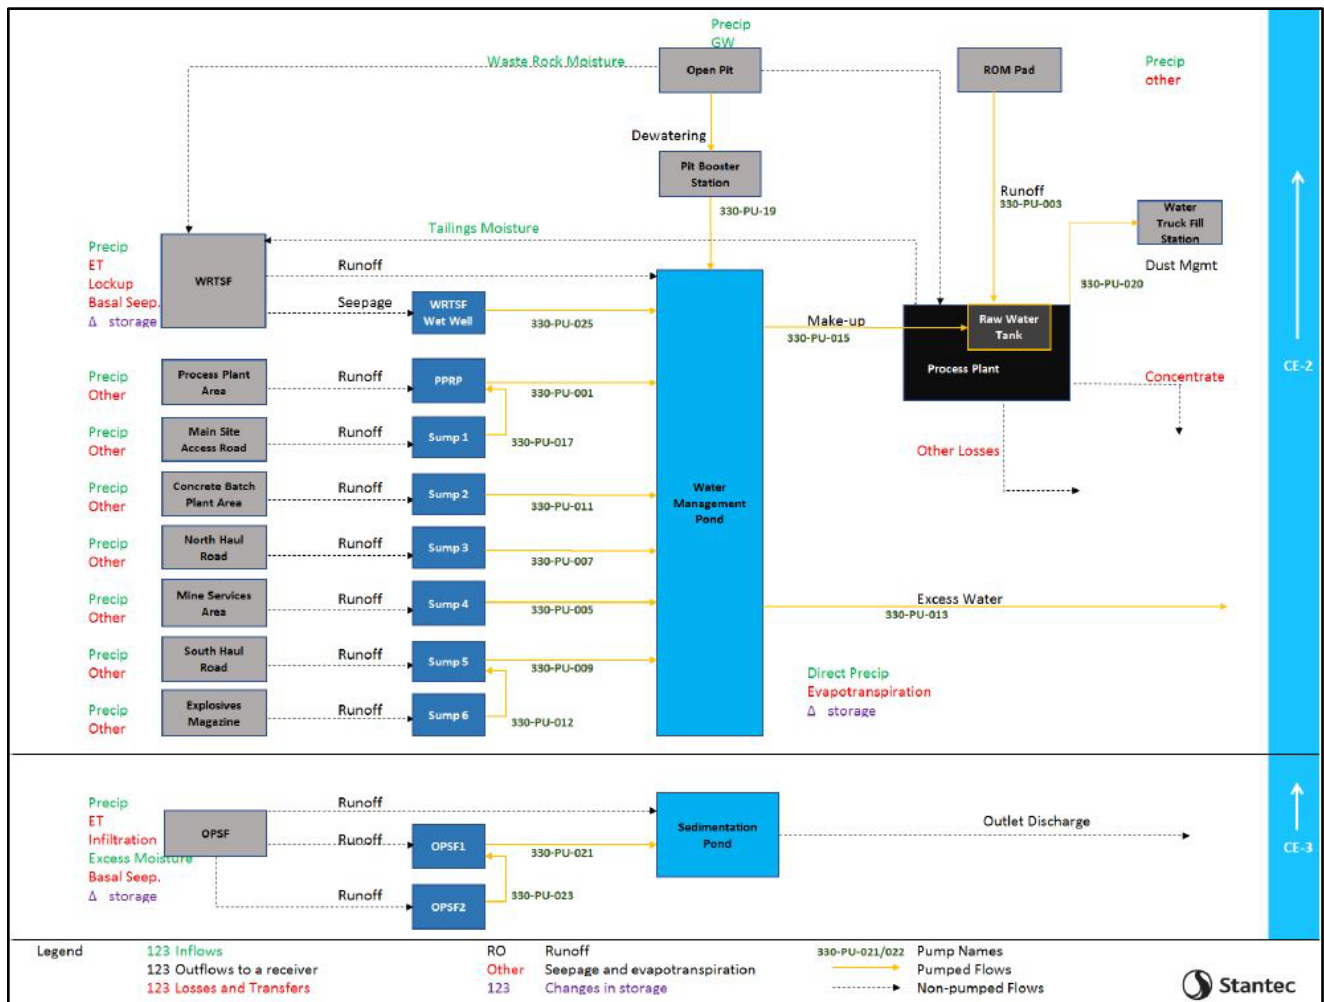 Precip
GW
Waste Rock Moisture
Open Pit
ROM Pad
Precip
other
Dewatering
Pit Booster
Station
330-PU-19
Runoff
330-PU-003
Water
Truck Fill
Station
Dust Mgmt
330-PU-020
Tailings Moisture
Precip
ET
Lockup
Basal Seep.
Δ storage
WRTSF
Runoff
Seepage
WRTSF
Wet Well
330-PU-025
Make-up
330-PU-015
Raw Water
Tank
Process Plant
Concentrate
Other Losses
CE-2
Precip
Other
Process Plant
Area
Runoff
PPRP
330-PU-001
Precip
Other
Main Site
Access Road
Runoff
Sump 1
330-PU-017
Precip
Other
Concrete Batch
Plant Area
Runoff
Sump 2
330-PU-011
Water
Management
Pond
Precip
Other
North Haul
Road
Runoff
Sump 3
330-PU-007
Precip
Other
Mine Services
Area
Runoff
Sump 4
330-PU-005
Excess Water
330-PU-013
Precip
Other
South Haul
Road
Runoff
Sump 5
330-PU-009
Direct Precip
Evapotranspiration
Δ storage
Precip
Other
Explosives
Magazine
Runoff
Sump 6
330-PU-012
Precip
ET
Infiltration
Excess Moisture
Basal Seep.
Δ storage
OPSF
Runoff
Runoff
OPSF1
330-PU-021
Runoff
OPSF2
330-PU-023
Sedimentation
Pond
Outlet Discharge
CE-3
Legend
123 Inflows
123 Outflows to a receiver
123 Losses and Transfers
RO Runoff
Other Seepage and evapotranspiration
123 Changes in storage
330-PU-021/022 Pump Names
Pumped Flows
Non-pumped Flows
Stantec